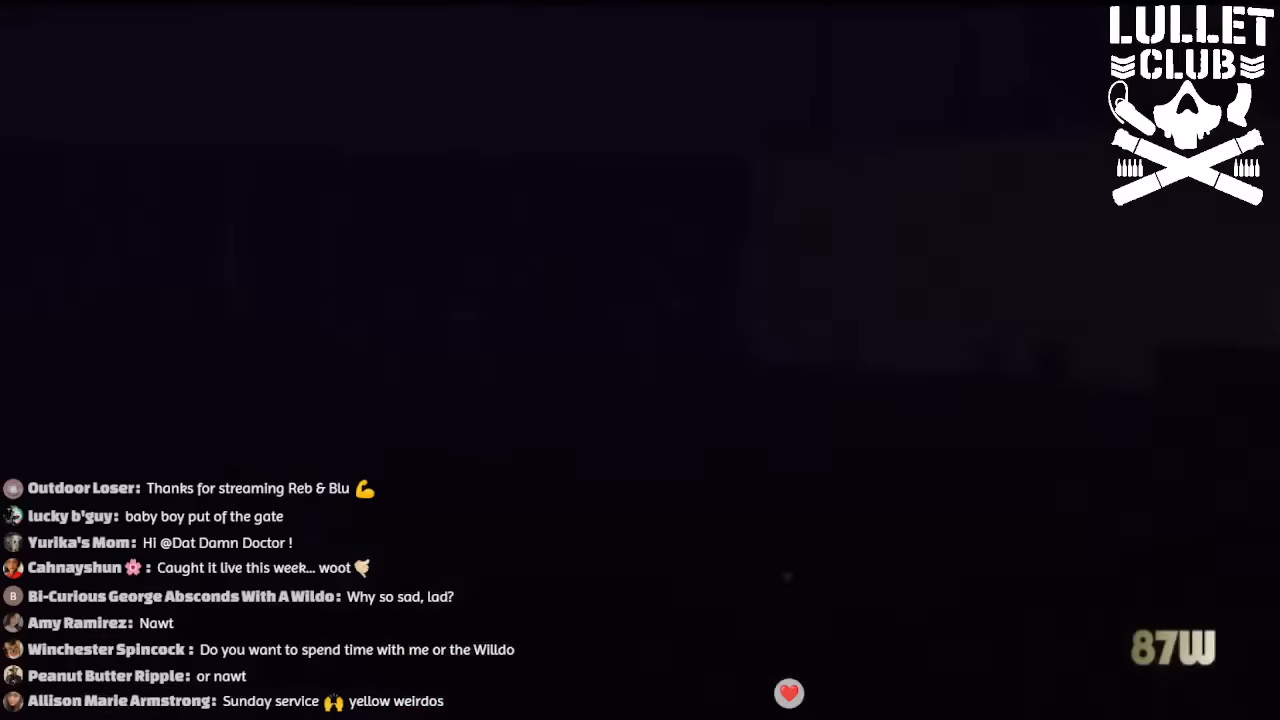 LULLET
CLUB
Outdoor Loser: Thanks for streaming Reb & Blu 💪
lucky b'guy: baby boy put of the gate
Yurika's Mom: Hi @Dat Damn Doctor !
Cahnayshun 🌸 : Caught it live this week... woot 🤙🏼
B Bi-Curious George Absconds With A Wildo: Why so sad, lad?
Amy Ramirez: Nawt
Winchester Spincock : Do you want to spend time with me or the Willdo
Peanut Butter Ripple: or nawt
Allison Marie Armstrong: Sunday service 🙌 yellow weirdos
87W